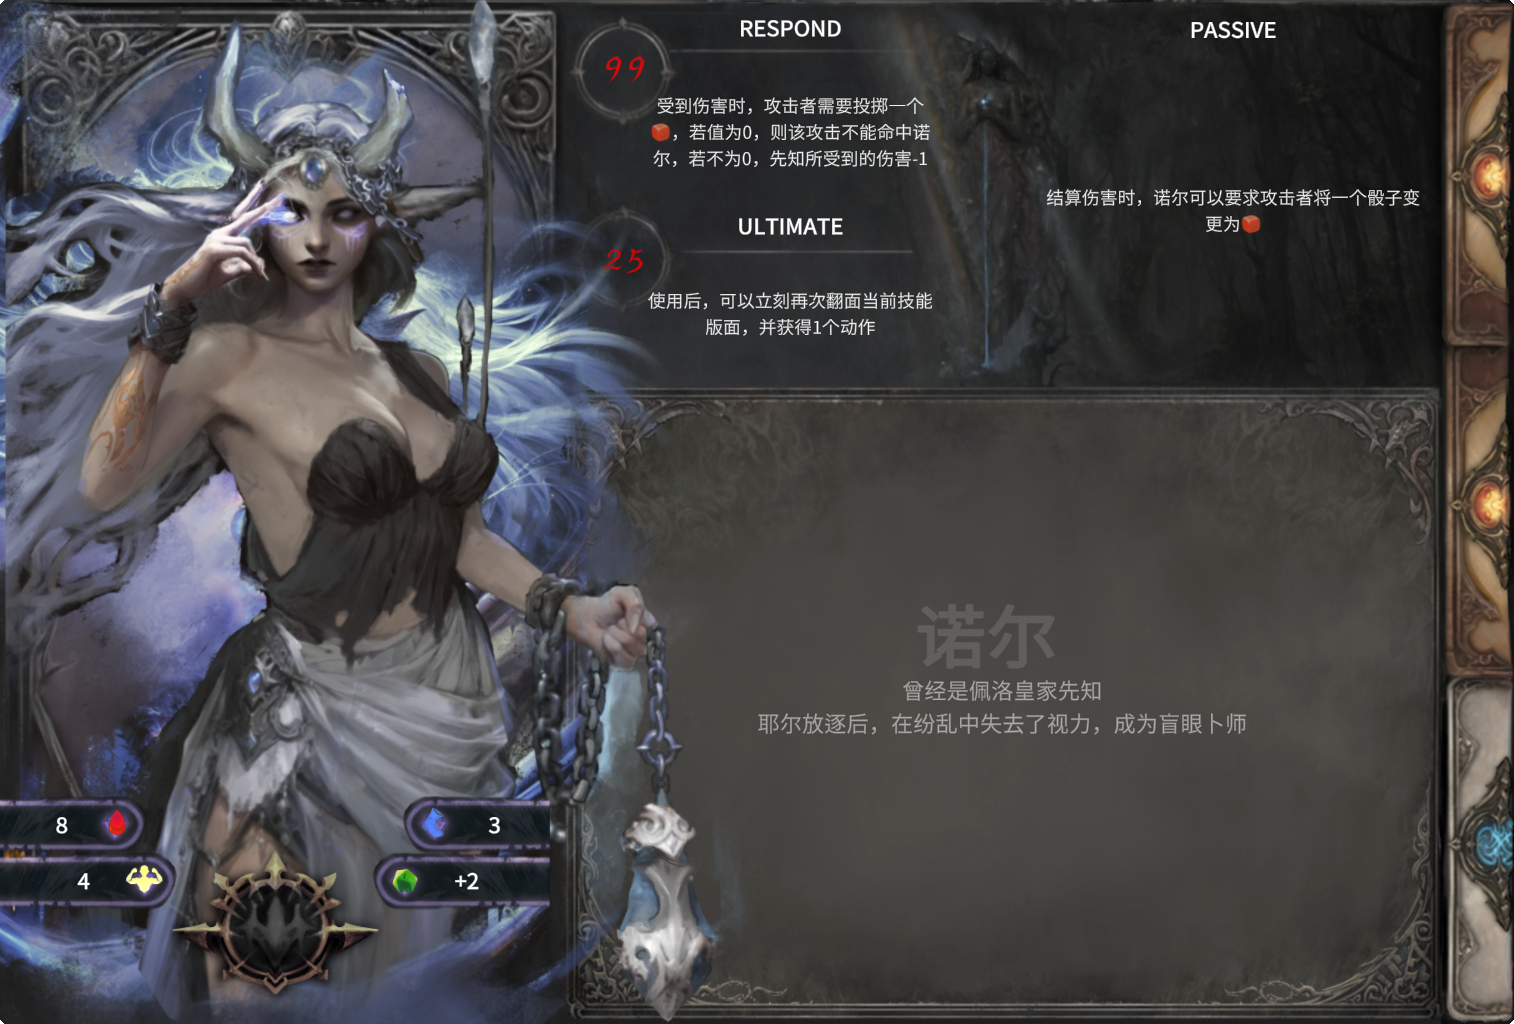 RESPOND
99
受到伤害时，攻击者需要投掷一个
，若值为0，则该攻击不能命中诺
尔，若不为0，先知所受到的伤害-1
ULTIMATE
25
使用后，可以立刻再次翻面当前技能
版面，并获得1个动作
PASSIVE
结算伤害时，诺尔可以要求攻击者将一个骰子变
更为
诺尔
曾经是佩洛皇家先知
耶尔放逐后，在纷乱中失去了视力，成为盲眼卜师
8
3
4
+2